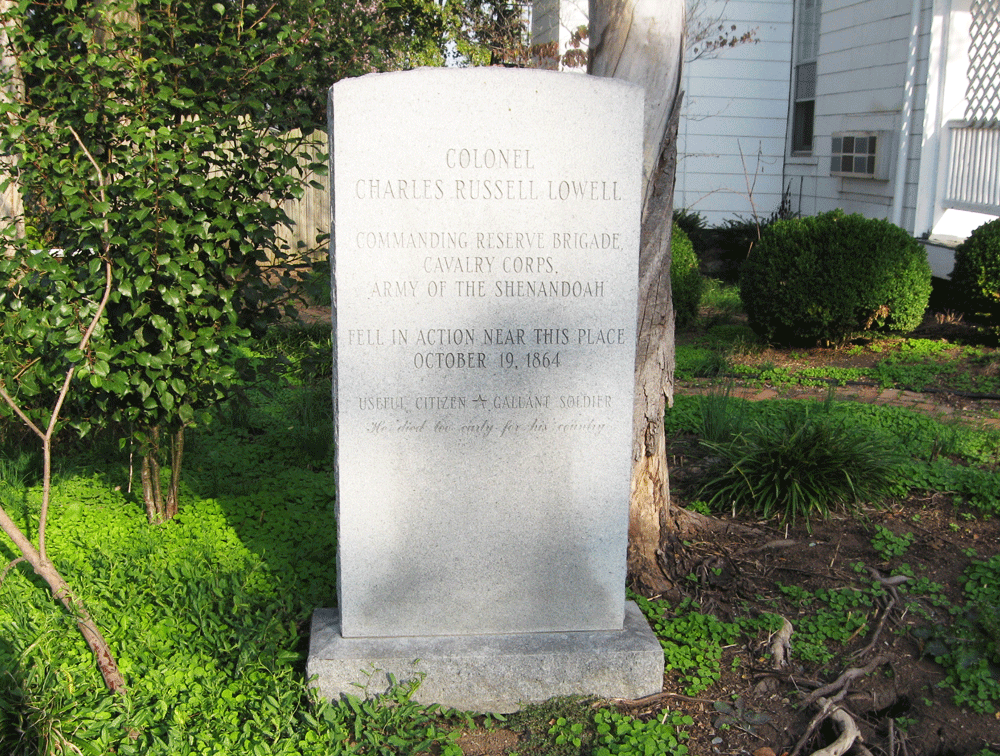 COLONEL
CHARLES RUSSELL LOWELL
COMMANDING RESERVE BRIGADE,
CAVALRY CORPS,
ARMY OF THE SHENANDOAH
FELL IN ACTION NEAR THIS PLACE
OCTOBER 19, 1864
USEFUL CITIZEN ☆ GALLANT SOLDIER
He died too early for his country